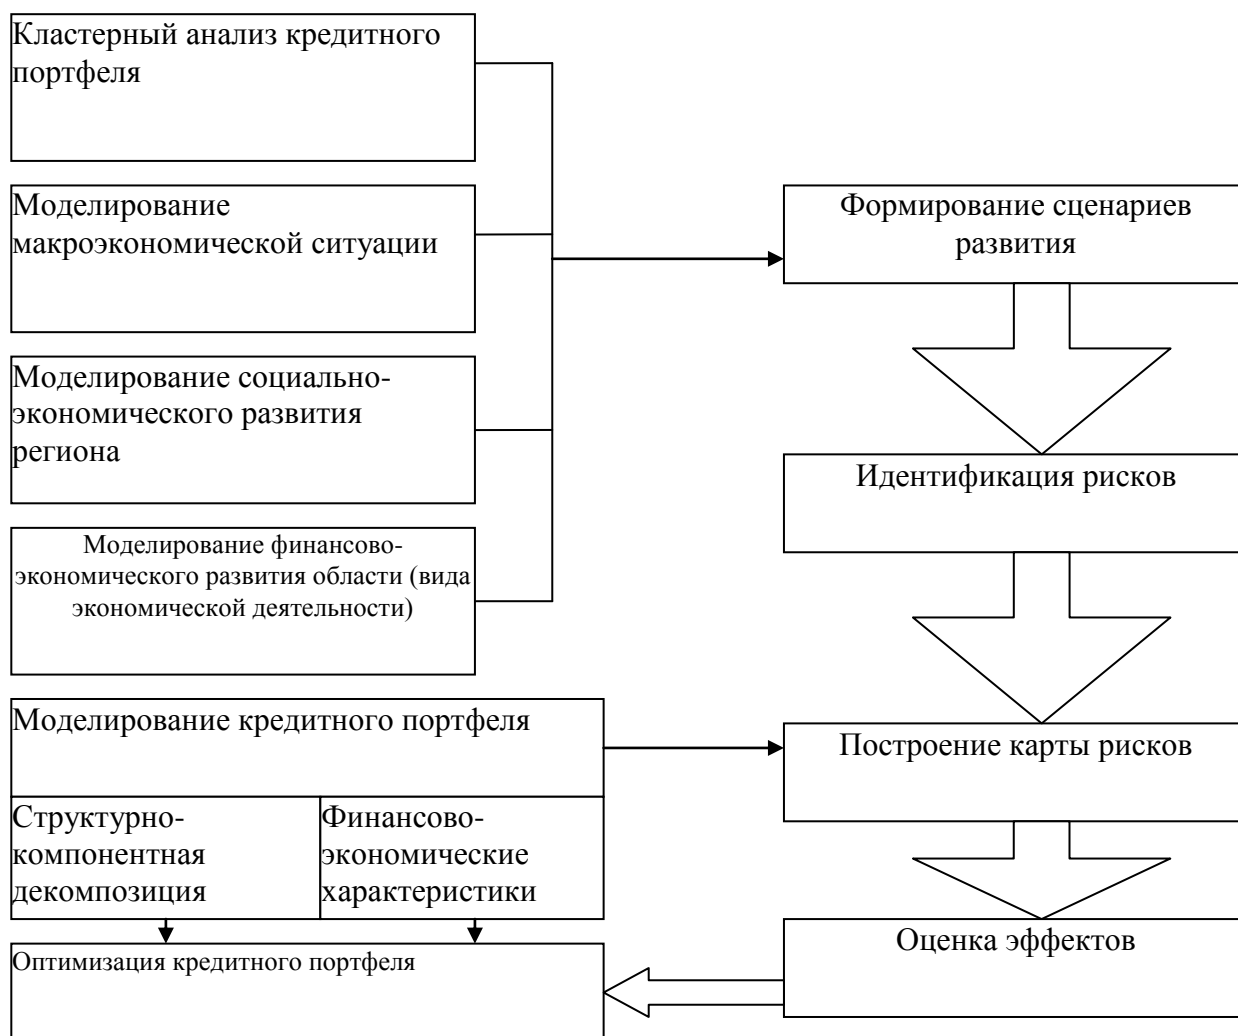 Кластерный анализ кредитного
портфеля
Моделирование
макроэкономической ситуации
Моделирование социально-
экономического развития
региона
Моделирование финансово-
экономического развития области (вида
экономической деятельности)
Моделирование кредитного портфеля
Структурно-
компонентная
декомпозиция
Финансово-
экономические
характеристики
Оптимизация кредитного портфеля
Формирование сценариев
развития
Идентификация рисков
Построение карты рисков
Оценка эффектов